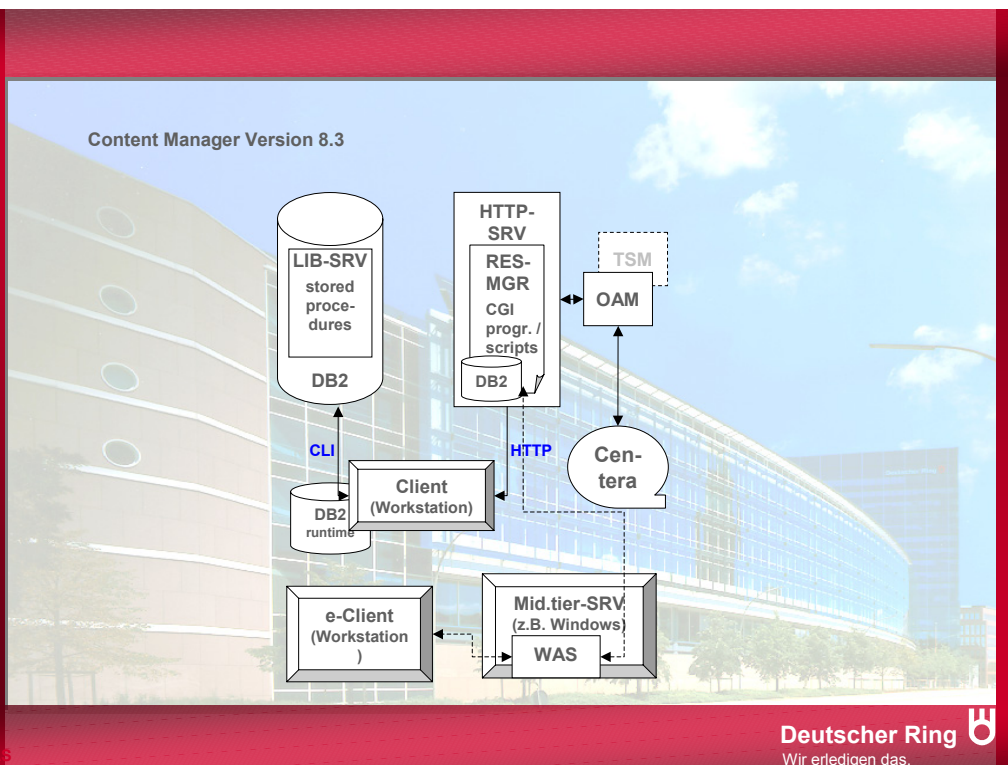 Content Manager Version 8.3
LIB-SRV
stored
proce-
dures
DB2
HTTP-
SRV
RES-
MGR
CGI
progr. /
scripts
DB2
TSM
OAM
CLI
HTTP
Cen-
tera
Client
(Workstation)
DB2
runtime
e-Client
(Workstation
)
Mid.tier-SRV
(z.B. Windows)
WAS
Deutscher Ring
Wir erledigen das.
s